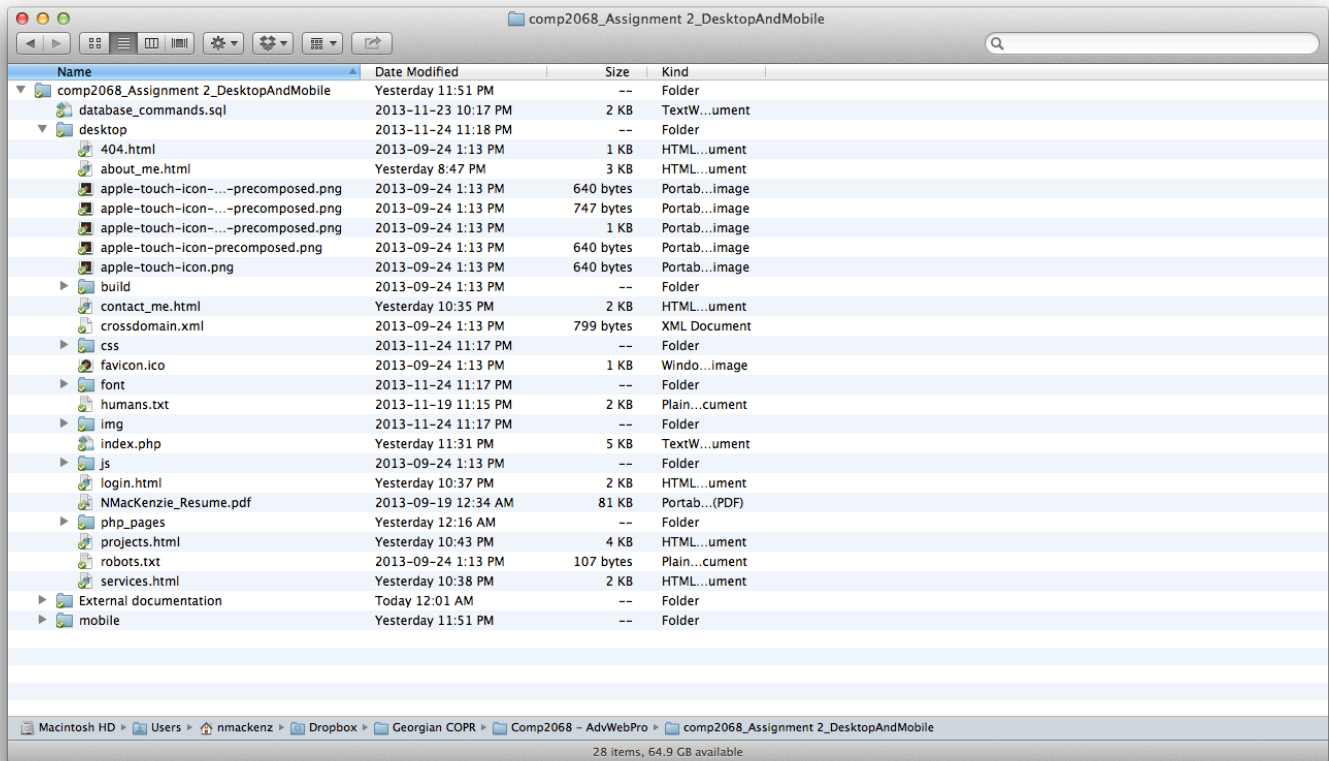 comp2068_Assignment 2_DesktopAndMobile
Name Date Modified Size Kind
comp2068_Assignment 2_DesktopAndMobile Yesterday 11:51 PM -- Folder
database_commands.sql 2013-11-23 10:17 PM 2 KB TextW...ument
desktop 2013-11-24 11:18 PM -- Folder
404.html 2013-09-24 1:13 PM 1 KB HTML...ument
about_me.html Yesterday 8:47 PM 3 KB HTML...ument
apple-touch-icon-...-precomposed.png 2013-09-24 1:13 PM 640 bytes Portab...image
apple-touch-icon-...-precomposed.png 2013-09-24 1:13 PM 747 bytes Portab...image
apple-touch-icon-...-precomposed.png 2013-09-24 1:13 PM 1 KB Portab...image
apple-touch-icon-precomposed.png 2013-09-24 1:13 PM 640 bytes Portab...image
apple-touch-icon.png 2013-09-24 1:13 PM 640 bytes Portab...image
build 2013-09-24 1:13 PM -- Folder
contact_me.html Yesterday 10:35 PM 2 KB HTML...ument
crossdomain.xml 2013-09-24 1:13 PM 799 bytes XML Document
css 2013-11-24 11:17 PM -- Folder
favicon.ico 2013-09-24 1:13 PM 1 KB Windo...image
font 2013-11-24 11:17 PM -- Folder
humans.txt 2013-11-19 11:15 PM 2 KB Plain...cument
img 2013-11-24 11:17 PM -- Folder
index.php Yesterday 11:31 PM 5 KB TextW...ument
js 2013-09-24 1:13 PM -- Folder
login.html Yesterday 10:37 PM 2 KB HTML...ument
NMacKenzie_Resume.pdf 2013-09-19 12:34 AM 81 KB Portab...(PDF)
php_pages Yesterday 12:16 AM -- Folder
projects.html Yesterday 10:43 PM 4 KB HTML...ument
robots.txt 2013-09-24 1:13 PM 107 bytes Plain...cument
services.html Yesterday 10:38 PM 2 KB HTML...ument
External documentation Today 12:01 AM -- Folder
mobile Yesterday 11:51 PM -- Folder
Macintosh HD Users nmackenz Dropbox Georgian COPR Comp2068 - AdvWebPro comp2068_Assignment 2_DesktopAndMobile
28 items, 64.9 GB available